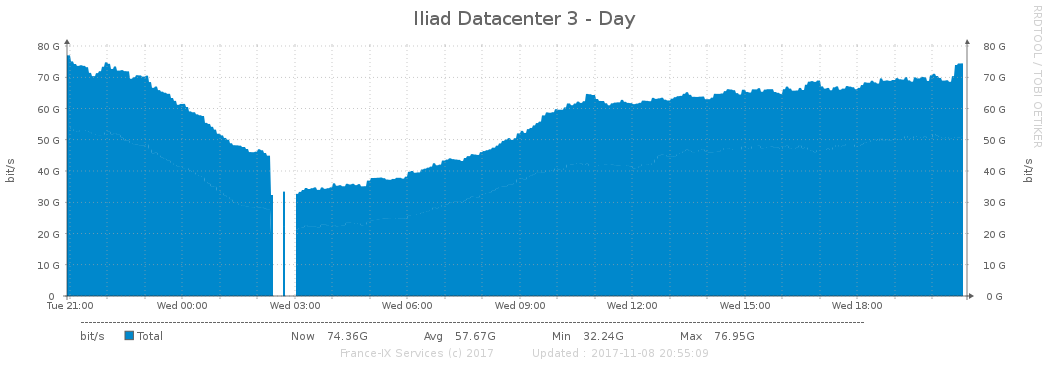 Iliad Datacenter 3 - Day
RRDTOOL / TOBI OETIKER
bit/s
80 G
70 G
60 G
50 G
40 G
30 G
20 G
10 G
0
80 G
70 G
60 G
50 G
40 G
30 G
20 G
10 G
0 G
bit/s
Tue 21:00 Wed 00:00 Wed 03:00 Wed 06:00 Wed 09:00 Wed 12:00 Wed 15:00 Wed 18:00
bit/s Total Now 74.36G Avg 57.67G Min 32.24G Max 76.95G
France-IX Services (c) 2017 Updated : 2017-11-08 20:55:09